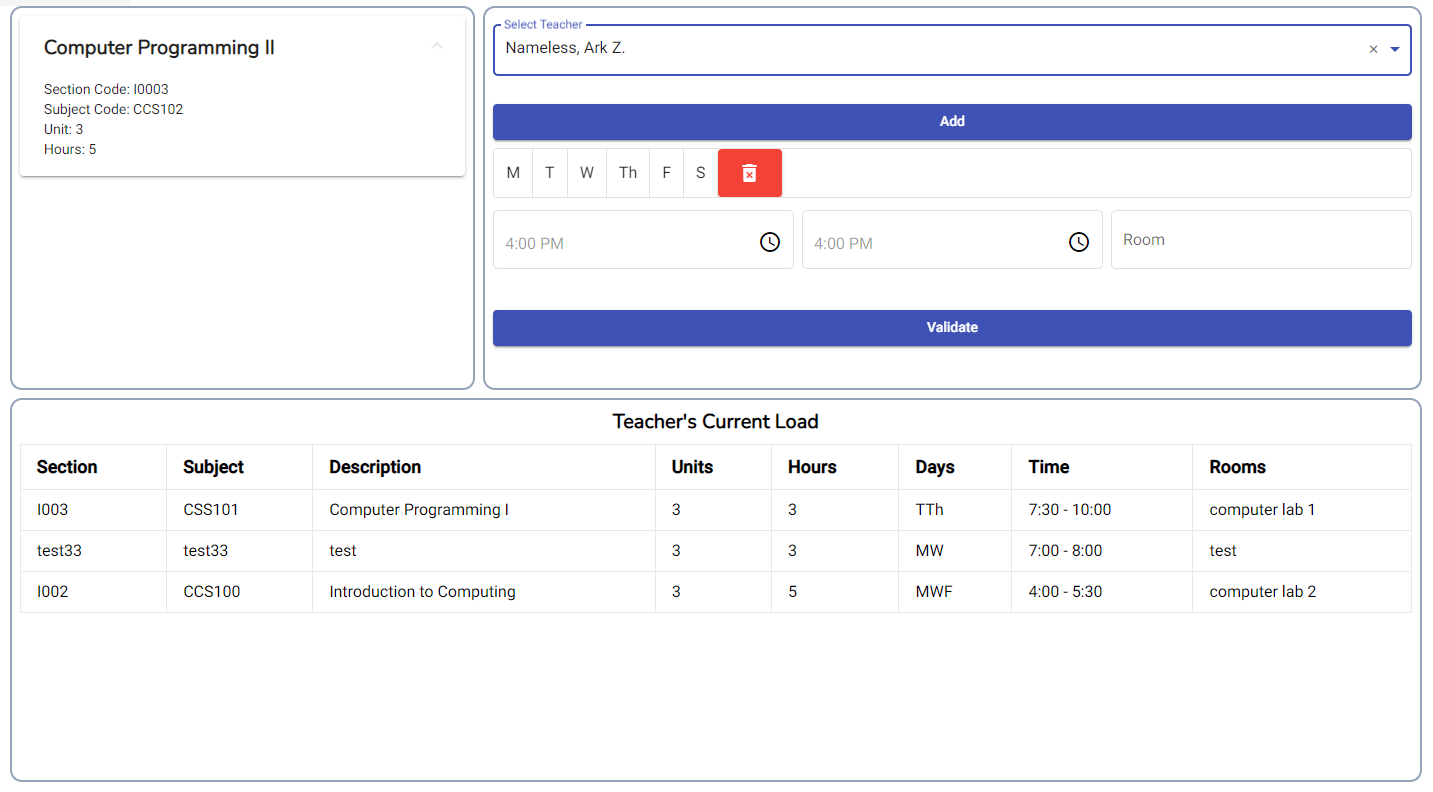 Computer Programming II
Section Code: I0003
Subject Code: CCS102
Unit: 3
Hours: 5
Select Teacher
Nameless, Ark Z.
Add
M T W Th F S
4:00 PM 4:00 PM Room
Validate
Teacher's Current Load
Section Subject Description Units Hours Days Time Rooms
I003 CSS101 Computer Programming I 3 3 TTh 7:30 - 10:00 computer lab 1
test33 test33 test 3 3 MW 7:00 - 8:00 test
I002 CCS100 Introduction to Computing 3 5 MWF 4:00 - 5:30 computer lab 2